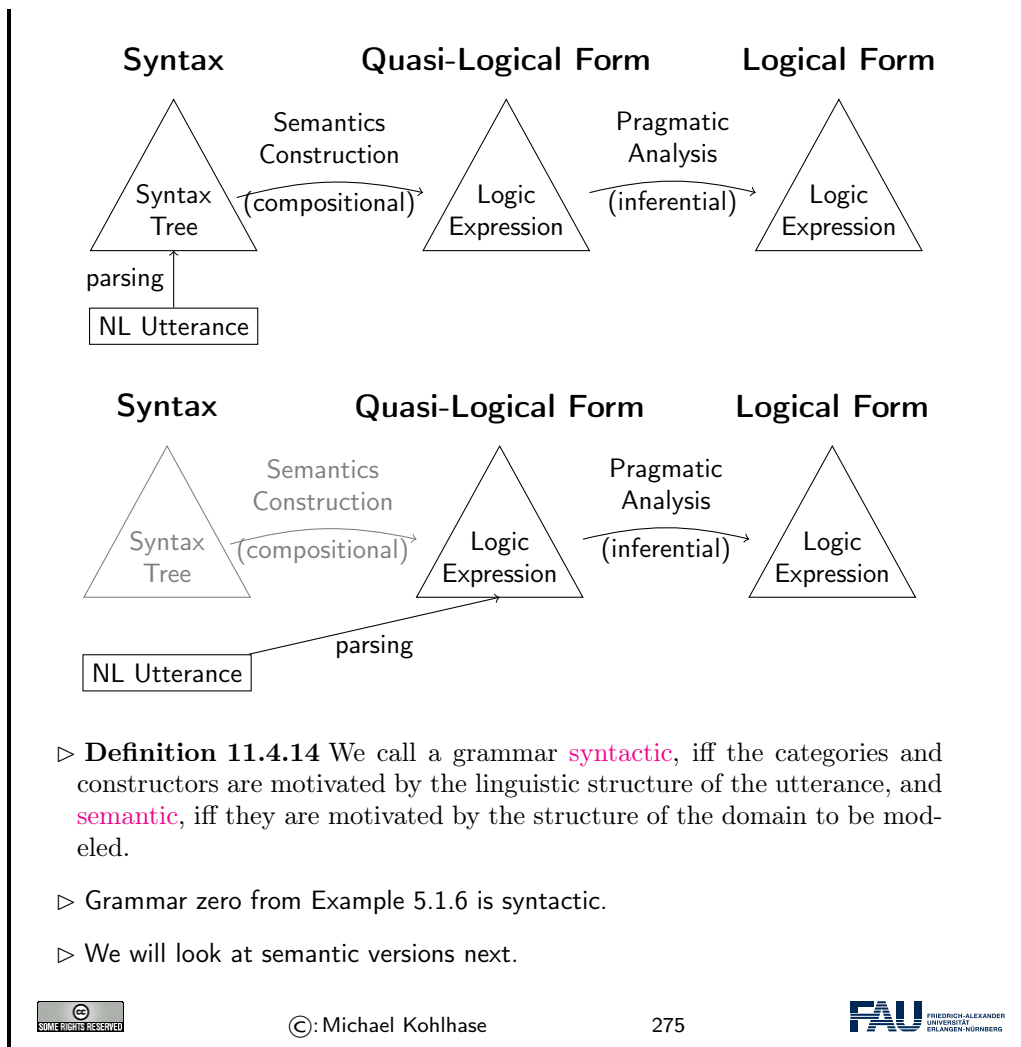 Syntax Quasi-Logical Form Logical Form
Semantics
Construction
(compositional)
Pragmatic
Analysis
(inferential)
Syntax
Tree
Logic
Expression
Logic
Expression
parsing
NL Utterance
Syntax Quasi-Logical Form Logical Form
Semantics
Construction
(compositional)
Pragmatic
Analysis
(inferential)
Syntax
Tree
Logic
Expression
Logic
Expression
parsing
NL Utterance
▷ Definition 11.4.14 We call a grammar syntactic, iff the categories and
constructors are motivated by the linguistic structure of the utterance, and
semantic, iff they are motivated by the structure of the domain to be mod-
eled.
▷ Grammar zero from Example 5.1.6 is syntactic.
▷ We will look at semantic versions next.
cc
SOME RIGHTS RESERVED
©: Michael Kohlhase 275
FAU
FRIEDRICH-ALEXANDER
UNIVERSITÄT
ERLANGEN-NÜRNBERG